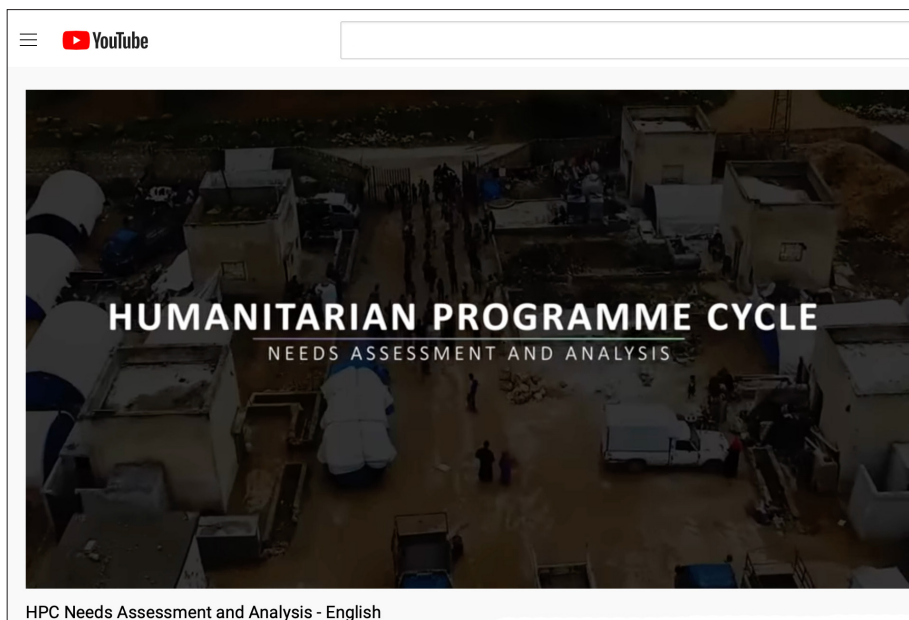 YouTube
HUMANITARIAN PROGRAMME CYCLE
NEEDS ASSESSMENT AND ANALYSIS
HPC Needs Assessment and Analysis - English